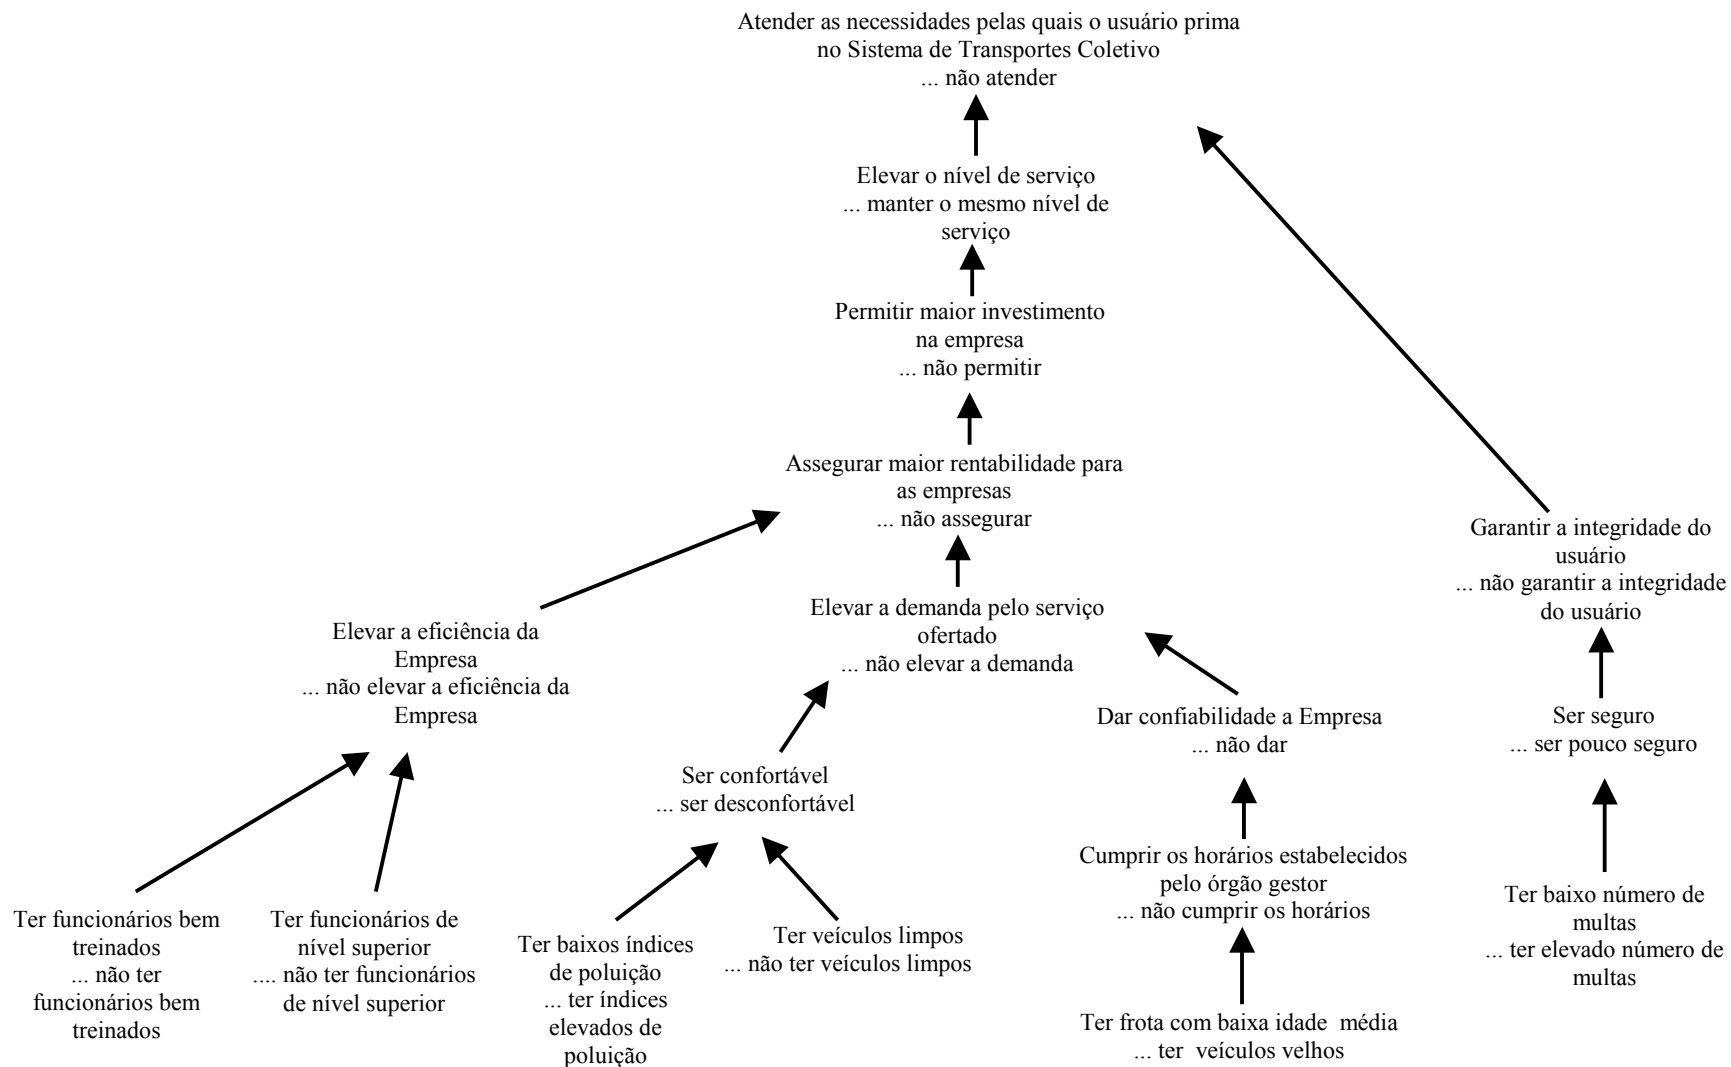 Atender as necessidades pelas quais o usuário prima
no Sistema de Transportes Coletivo
... não atender
Elevar o nível de serviço
... manter o mesmo nível de
serviço
Permitir maior investimento
na empresa
... não permitir
Assegurar maior rentabilidade para
as empresas
... não assegurar
Garantir a integridade do
usuário
... não garantir a integridade
do usuário
Elevar a eficiência da
Empresa
... não elevar a eficiência da
Empresa
Elevar a demanda pelo serviço
ofertado
... não elevar a demanda
Dar confiabilidade a Empresa
... não dar
Ser seguro
... ser pouco seguro
Ser confortável
... ser desconfortável
Cumprir os horários estabelecidos
pelo órgão gestor
... não cumprir os horários
Ter baixo número de
multas
... ter elevado número de
multas
Ter funcionários bem
treinados
... não ter
funcionários bem
treinados
Ter funcionários de
nível superior
.... não ter funcionários
de nível superior
Ter baixos índices
de poluição
... ter índices
elevados de
poluição
Ter veículos limpos
... não ter veículos limpos
Ter frota com baixa idade  média
... ter  veículos velhos